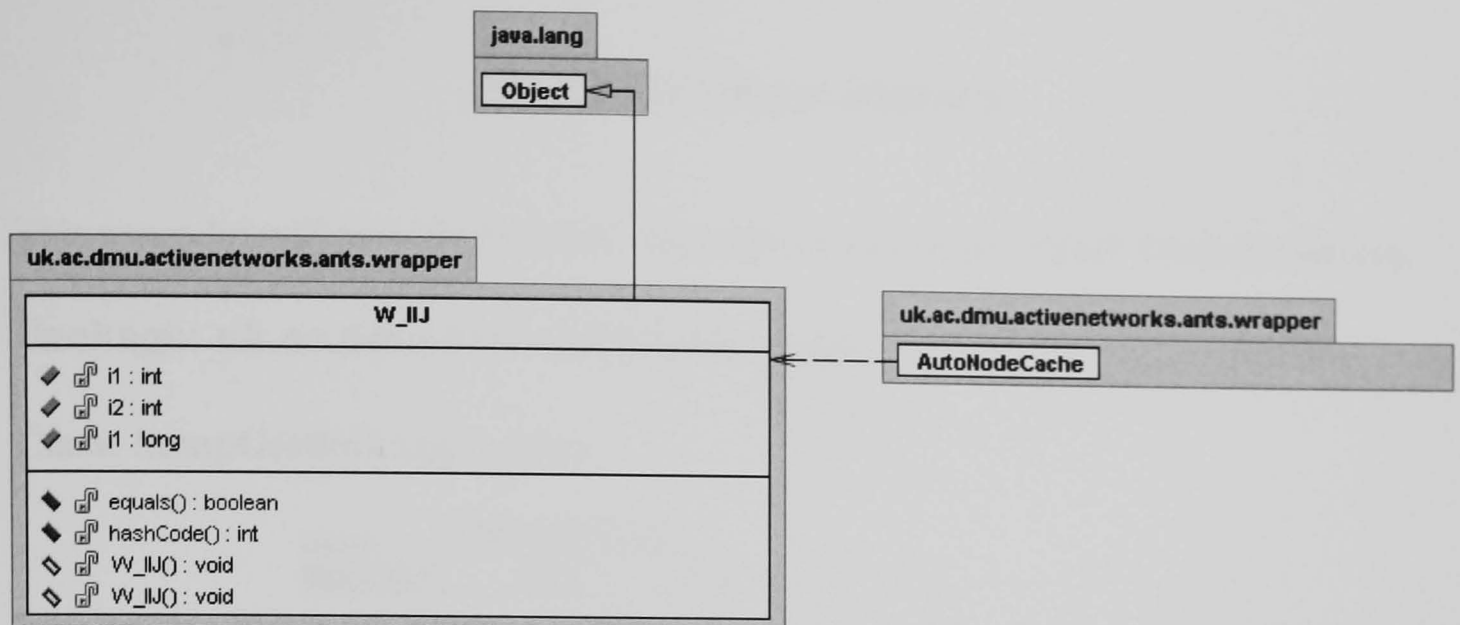 java.lang
Object
uk.ac.dmu.activenetworks.ants.wrapper
W_IIJ
i1 : int
i2 : int
i1 : long
equals() : boolean
hashCode() : int
W_IIJ() : void
W_IIJ() : void
uk.ac.dmu.activenetworks.ants.wrapper
AutoNodeCache